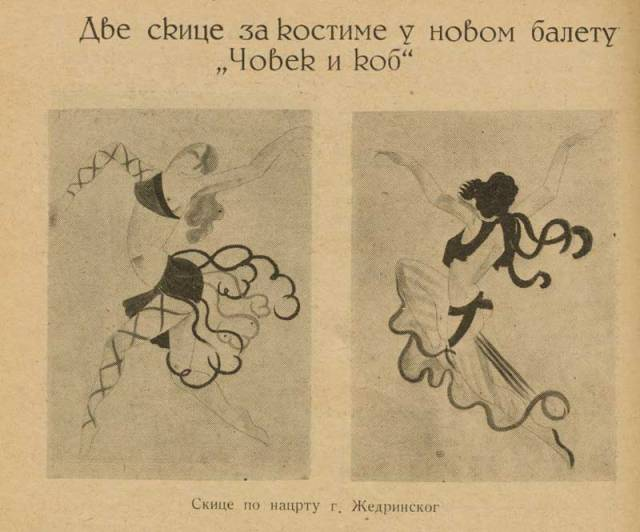 Две скице за костиме у новом балету
„Човек и коб“
Скице по нацрту г. Жедринског